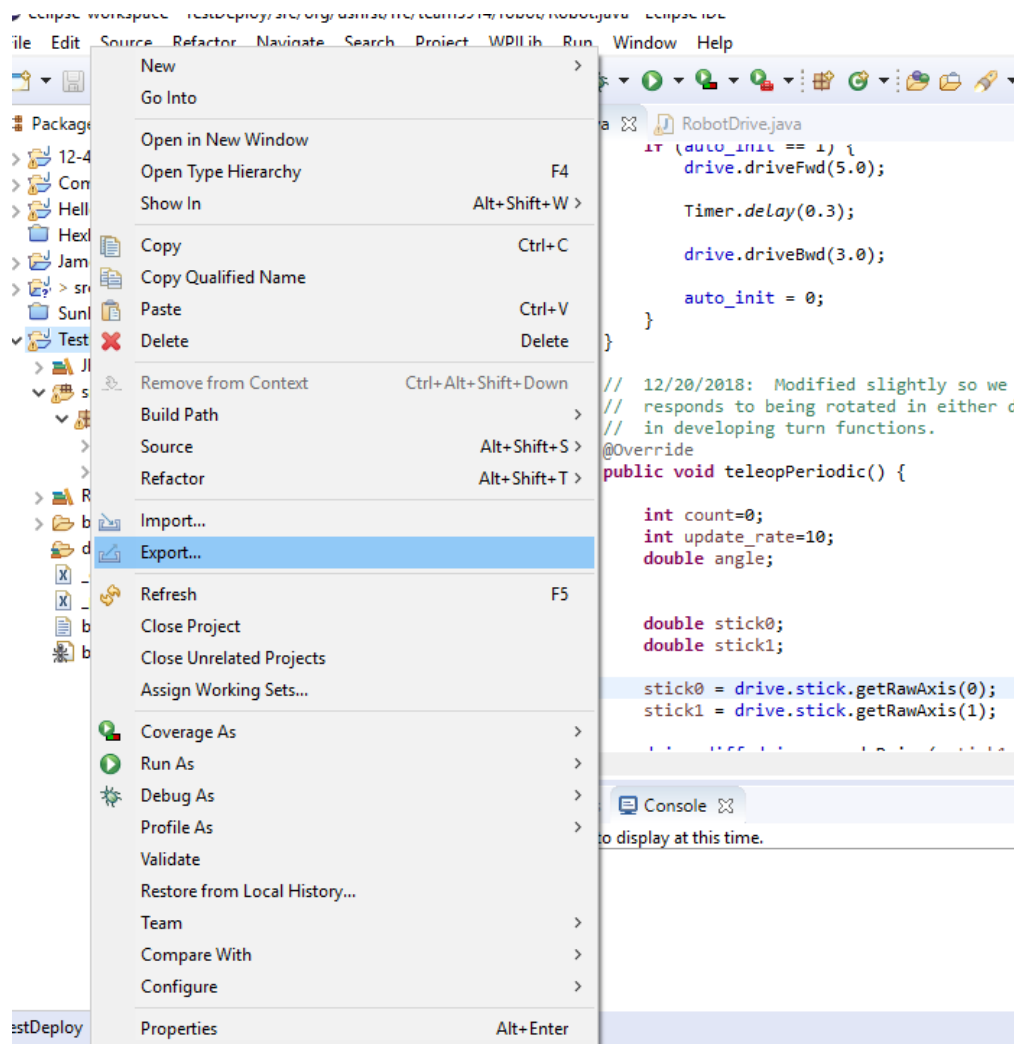 File Edit Source Refactor Navigate Search Project WPILib Run Window Help
New
Go Into
Package
RobotDrive.java
Open in New Window
12-4
if (auto_init == 1) {
Open Type Hierarchy F4
drive.driveFwd(5.0);
Com
Show In Alt+Shift+W
Hell
Timer.delay(0.3);
Copy Ctrl+C
drive.driveBwd(3.0);
Jam
Copy Qualified Name
> sr
auto_init = 0;
Paste Ctrl+V
Sun
}
Test
Delete Delete
}
Remove from Context Ctrl+Alt+Shift+Down
// 12/20/2018: Modified slightly so we
// responds to being rotated in either
Build Path
// in developing turn functions.
Source Alt+Shift+S
@Override
Refactor Alt+Shift+T
public void teleopPeriodic() {
R
Import...
int count=0;
b
int update_rate=10;
Export...
d
double angle;
Refresh F5
Close Project
double stick0;
b
Close Unrelated Projects
double stick1;
b
Assign Working Sets...
stick0 = drive.stick.getRawAxis(0);
stick1 = drive.stick.getRawAxis(1);
Coverage As
Run As
Debug As
Console
Profile As
to display at this time.
Validate
Restore from Local History...
Team
Compare With
Configure
estDeploy
Properties Alt+Enter